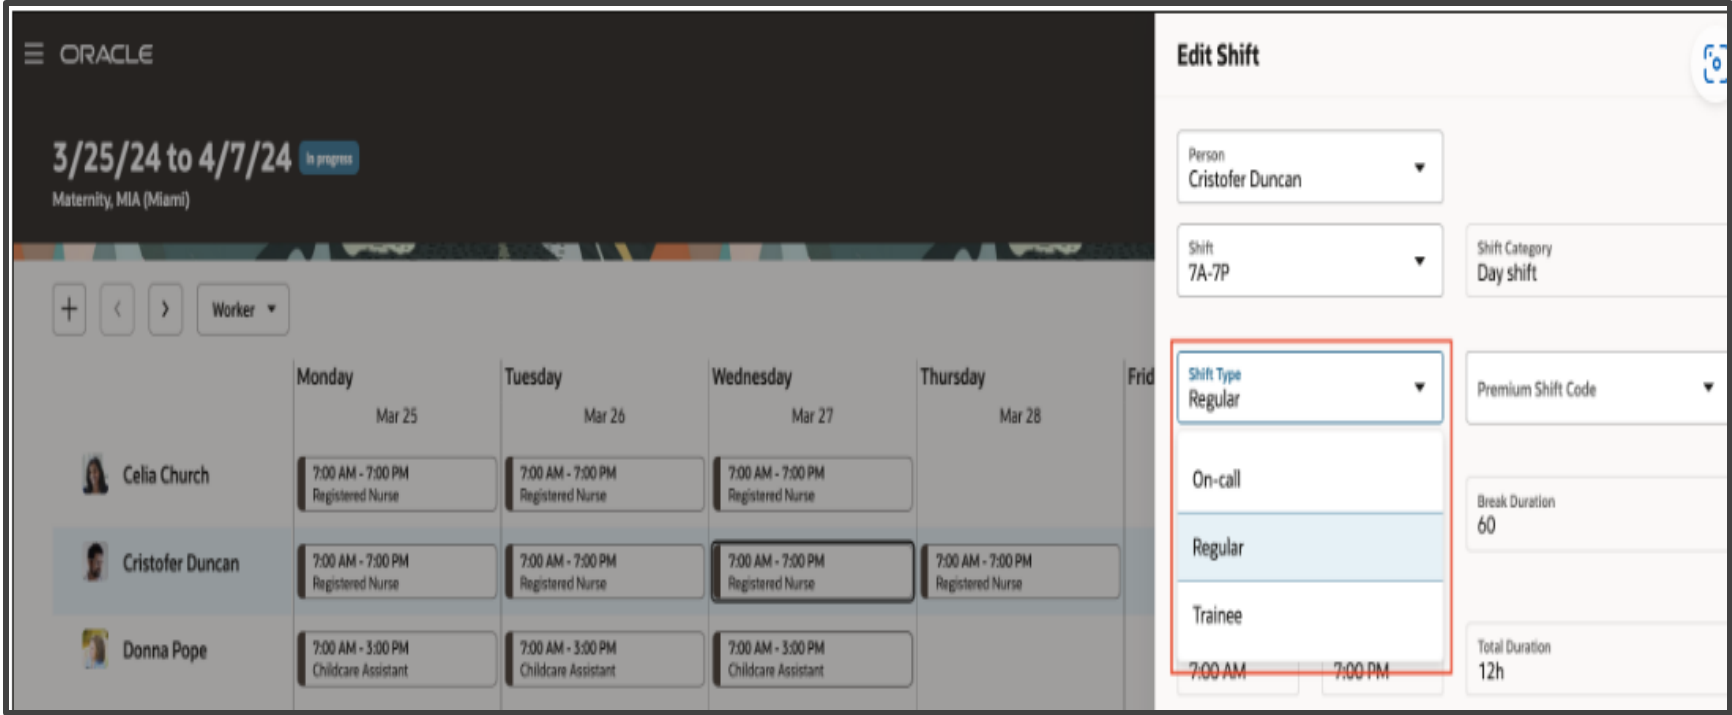 ORACLE
3/25/24 to 4/7/24 In progress
Maternity, MIA (Miami)
Worker
Monday Tuesday Wednesday Thursday Frid
Mar 25 Mar 26 Mar 27 Mar 28
Celia Church
7:00 AM - 7:00 PM 7:00 AM - 7:00 PM 7:00 AM - 7:00 PM
Registered Nurse Registered Nurse Registered Nurse
Cristofer Duncan
7:00 AM - 7:00 PM 7:00 AM - 7:00 PM 7:00 AM - 7:00 PM 7:00 AM - 7:00 PM
Registered Nurse Registered Nurse Registered Nurse Registered Nurse
Donna Pope
7:00 AM - 3:00 PM 7:00 AM - 3:00 PM 7:00 AM - 3:00 PM
Childcare Assistant Childcare Assistant Childcare Assistant
Edit Shift
Person
Cristofer Duncan
Shift Shift Category
7A-7P Day shift
Shift Type
Regular
Premium Shift Code
On-call
Regular
Trainee
Break Duration
60
Total Duration
7:00 AM 7:00 PM 12h